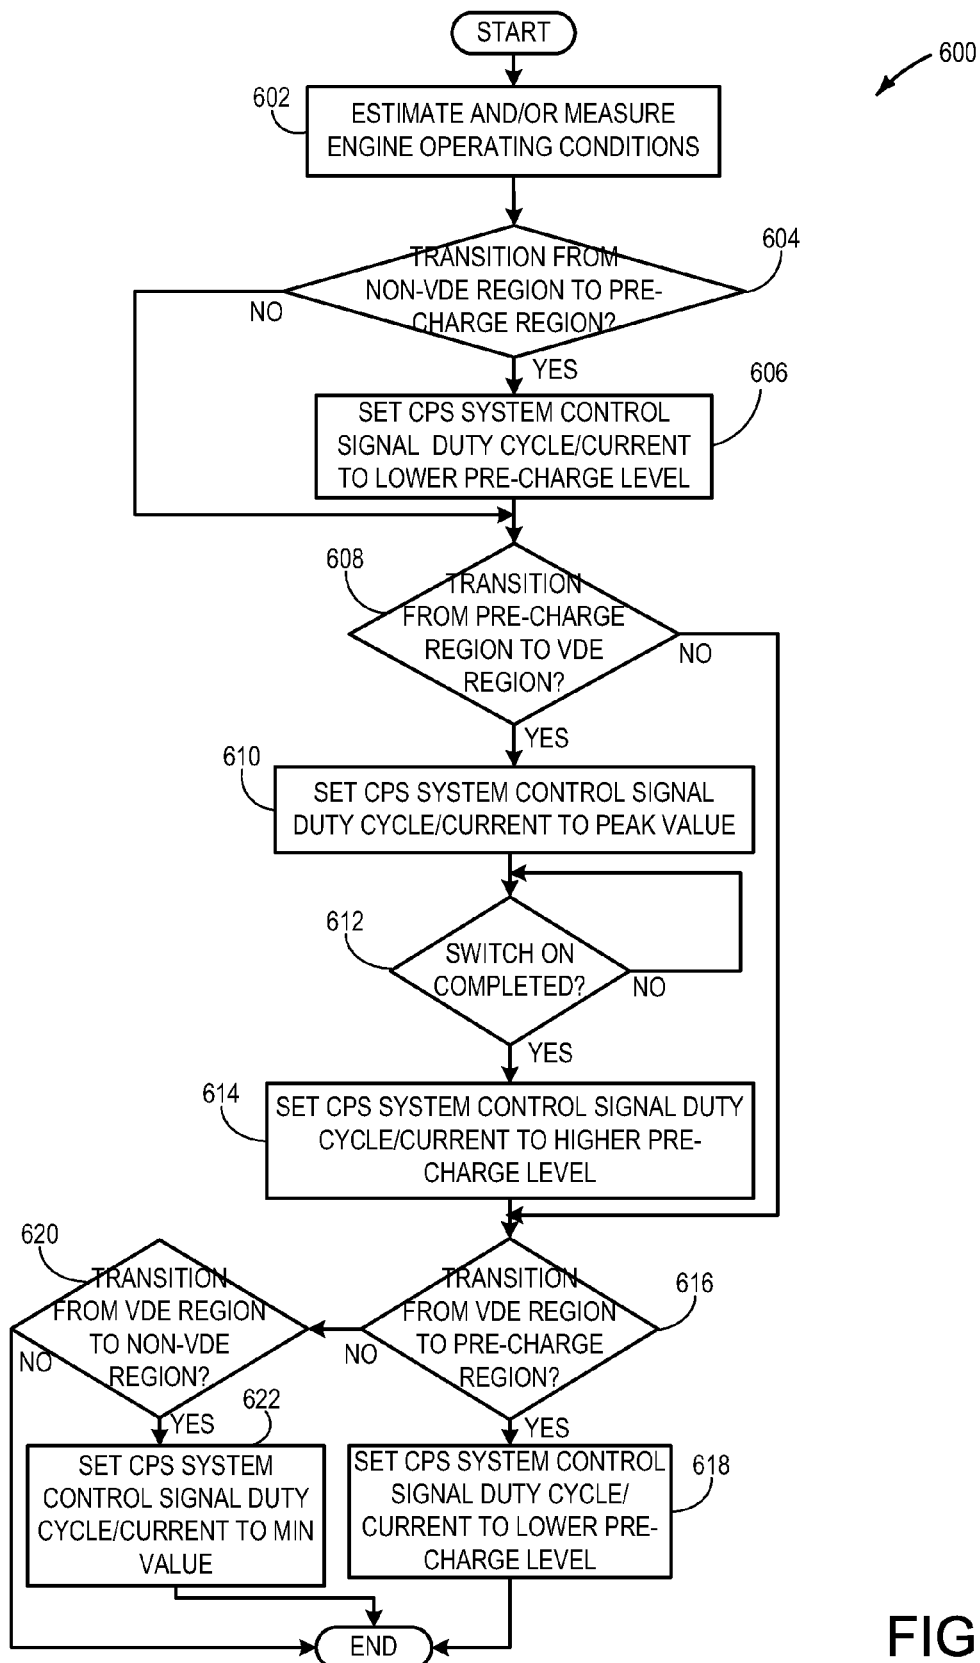 START
600
602
ESTIMATE AND/OR MEASURE
ENGINE OPERATING CONDITIONS
604
TRANSITION FROM
NON-VDE REGION TO PRE-
CHARGE REGION?
NO
YES
606
SET CPS SYSTEM CONTROL
SIGNAL DUTY CYCLE/CURRENT
TO LOWER PRE-CHARGE LEVEL
608
TRANSITION
FROM PRE-CHARGE
REGION TO VDE
REGION?
NO
YES
610
SET CPS SYSTEM CONTROL SIGNAL
DUTY CYCLE/CURRENT TO PEAK VALUE
612
SWITCH ON
COMPLETED?
NO
YES
614
SET CPS SYSTEM CONTROL SIGNAL DUTY
CYCLE/CURRENT TO HIGHER PRE-
CHARGE LEVEL
620
TRANSITION
FROM VDE REGION
TO NON-VDE
REGION?
NO
YES
616
TRANSITION
FROM VDE REGION
TO PRE-CHARGE
REGION?
NO
YES
622
SET CPS SYSTEM
CONTROL SIGNAL DUTY
CYCLE/CURRENT TO MIN
VALUE
618
SET CPS SYSTEM CONTROL
SIGNAL DUTY CYCLE/
CURRENT TO LOWER PRE-
CHARGE LEVEL
END
FIG